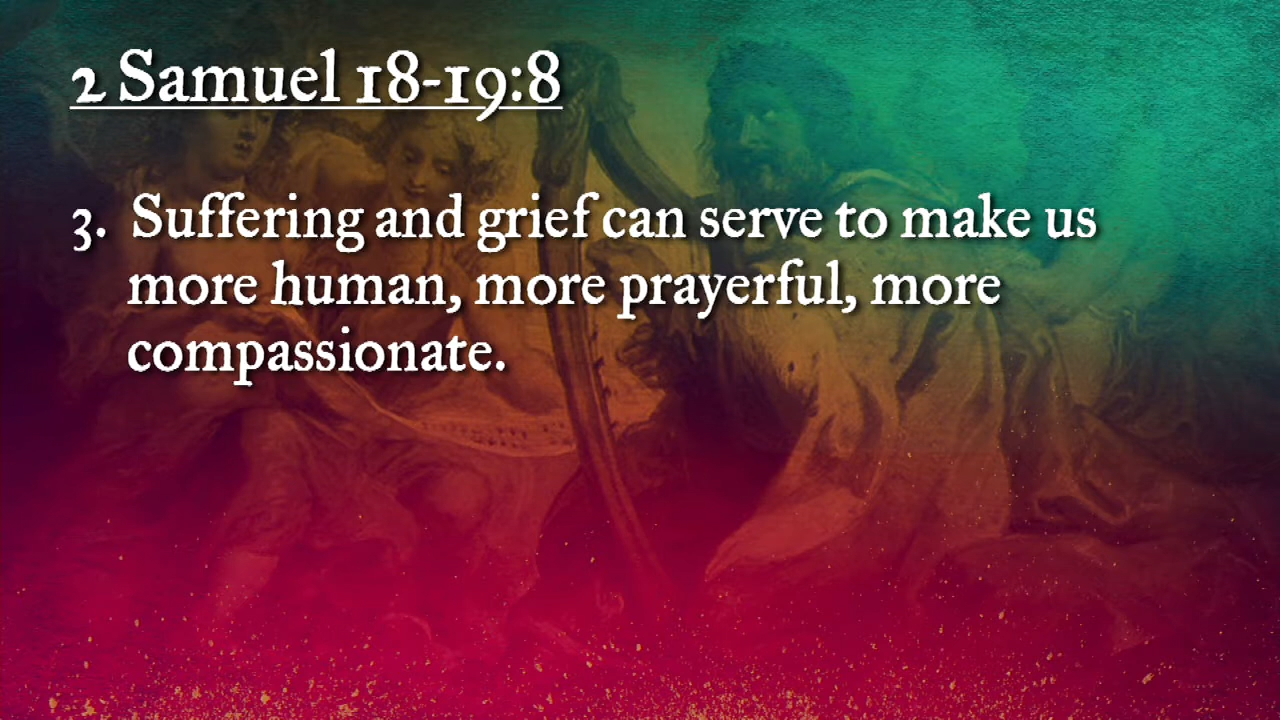 2 Samuel 18-19:8
3. Suffering and grief can serve to make us
more human, more prayerful, more
compassionate.